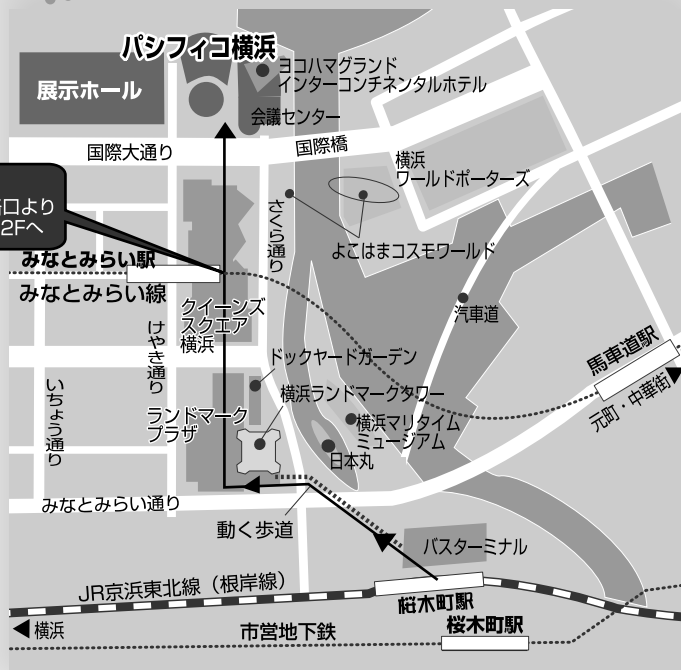 パシフィコ横浜
ヨコハマグランド
インターコンチネンタルホテル
展示ホール
会議センター
国際大通り
国際橋
横浜
ワールドポーターズ
口より
2Fへ
さくら通り
よこはまコスモワールド
みなとみらい駅
みなとみらい線
クイーンズ
スクエア
横浜
汽車道
けやき通り
馬車道駅
元町・中華街
ドックヤードガーデン
いちょう通り
横浜ランドマークタワー
ランドマーク
プラザ
横浜マリタイム
ミュージアム
日本丸
みなとみらい通り
動く歩道
バスターミナル
JR京浜東北線（根岸線）
桜木町駅
横浜
市営地下鉄
桜木町駅